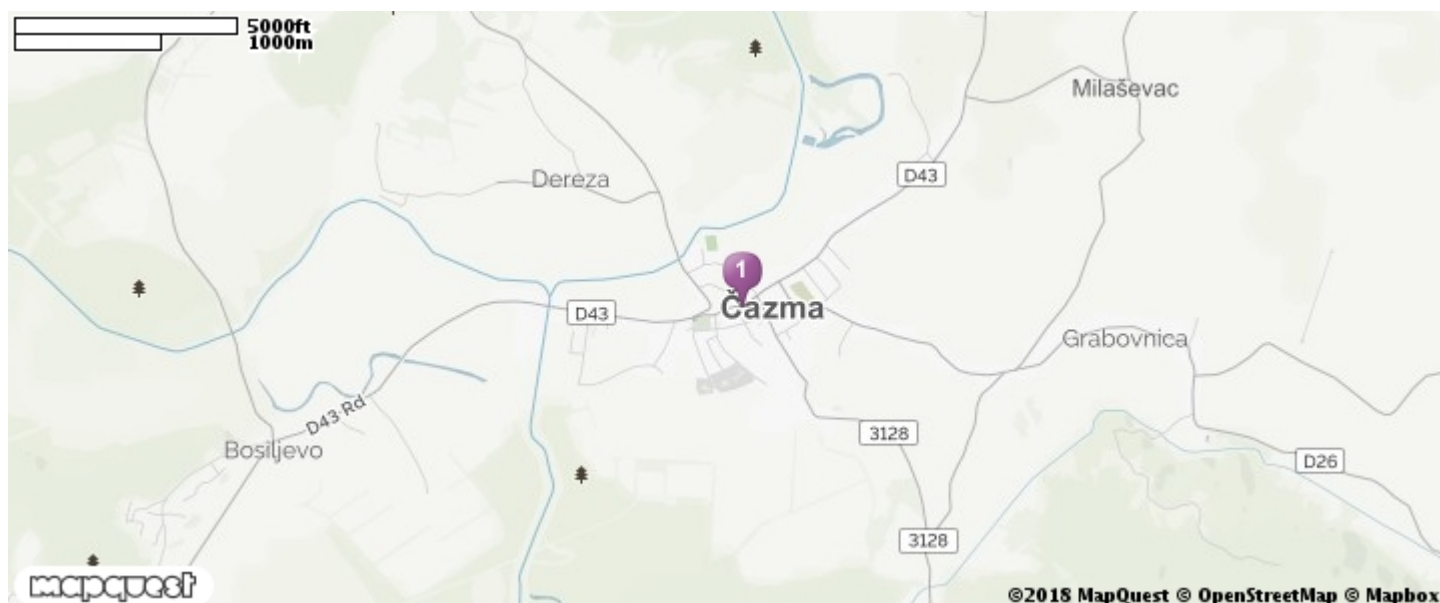 5000ft
1000m
Milaševac
D43
Dereza
1
Čazma
D43
Grabovnica
D43 Rd
3128
Bosiljevo
D26
3128
mapquest
©2018 MapQuest © OpenStreetMap © Mapbox